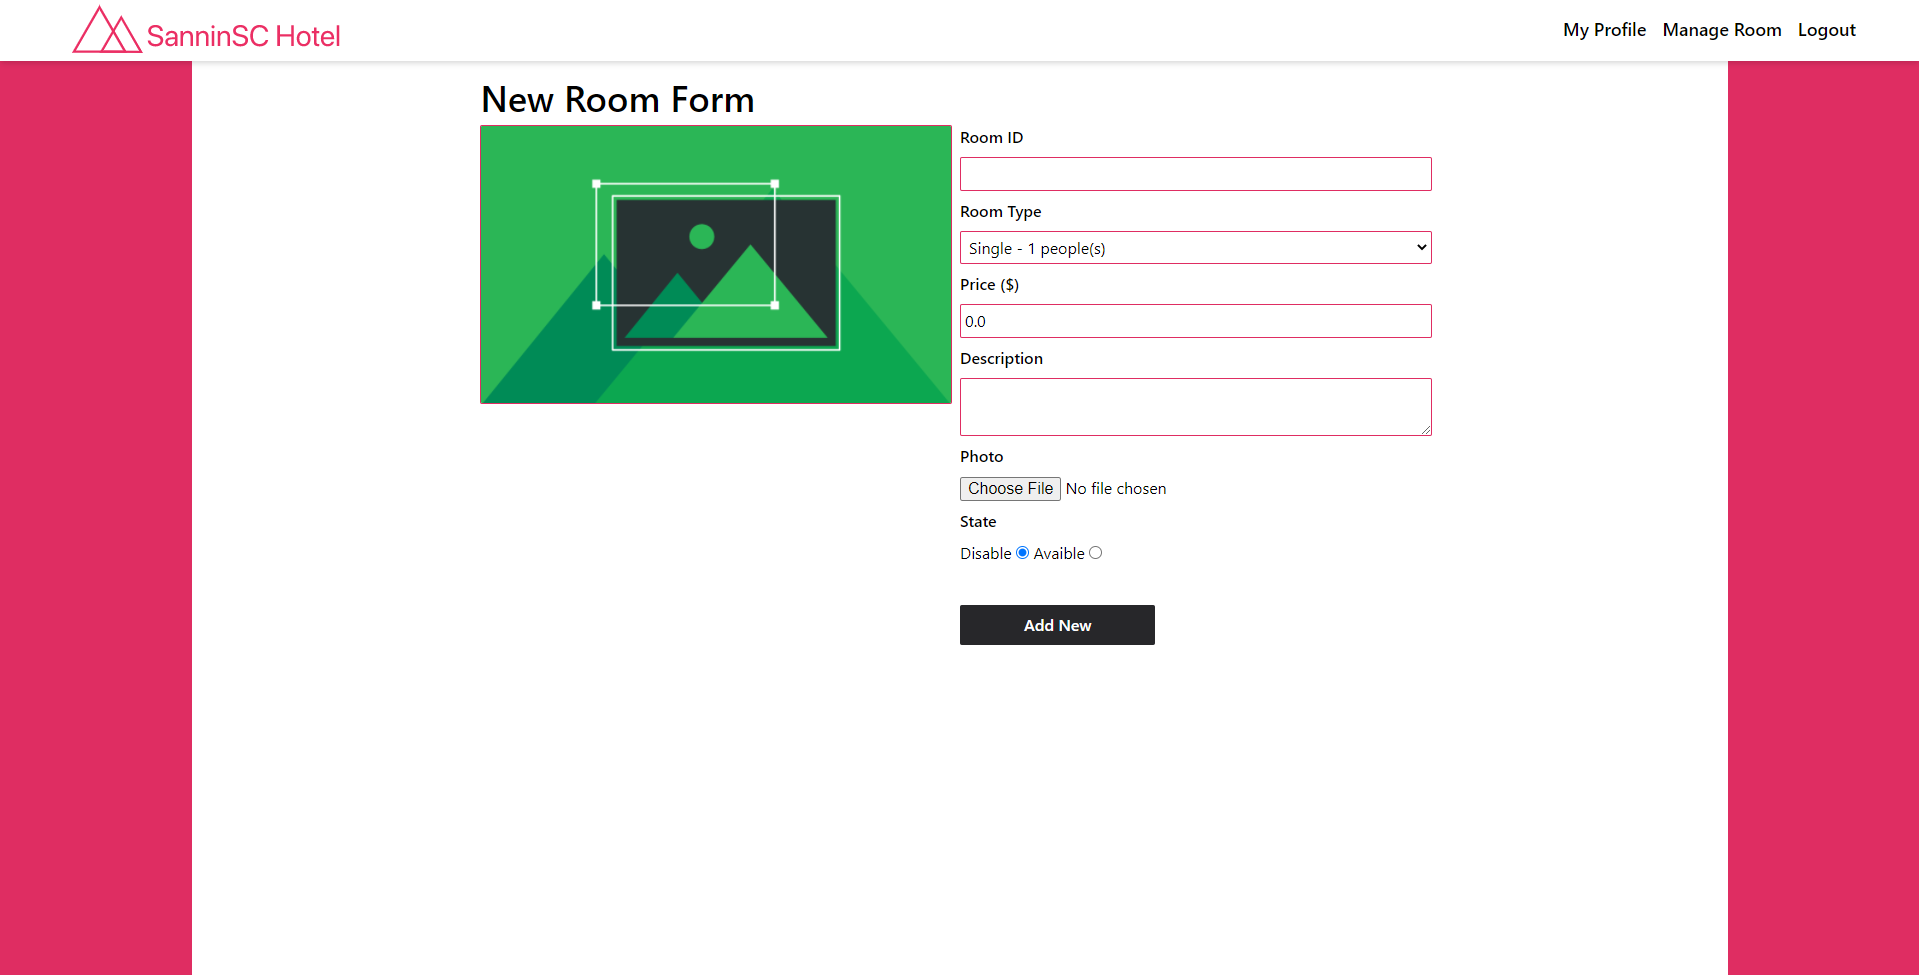 SanninSC Hotel
My Profile Manage Room Logout
New Room Form
Room ID
Room Type
Single - 1 people(s)
Price ($)
0.0
Description
Photo
Choose File No file chosen
State
Disable Avaible
Add New